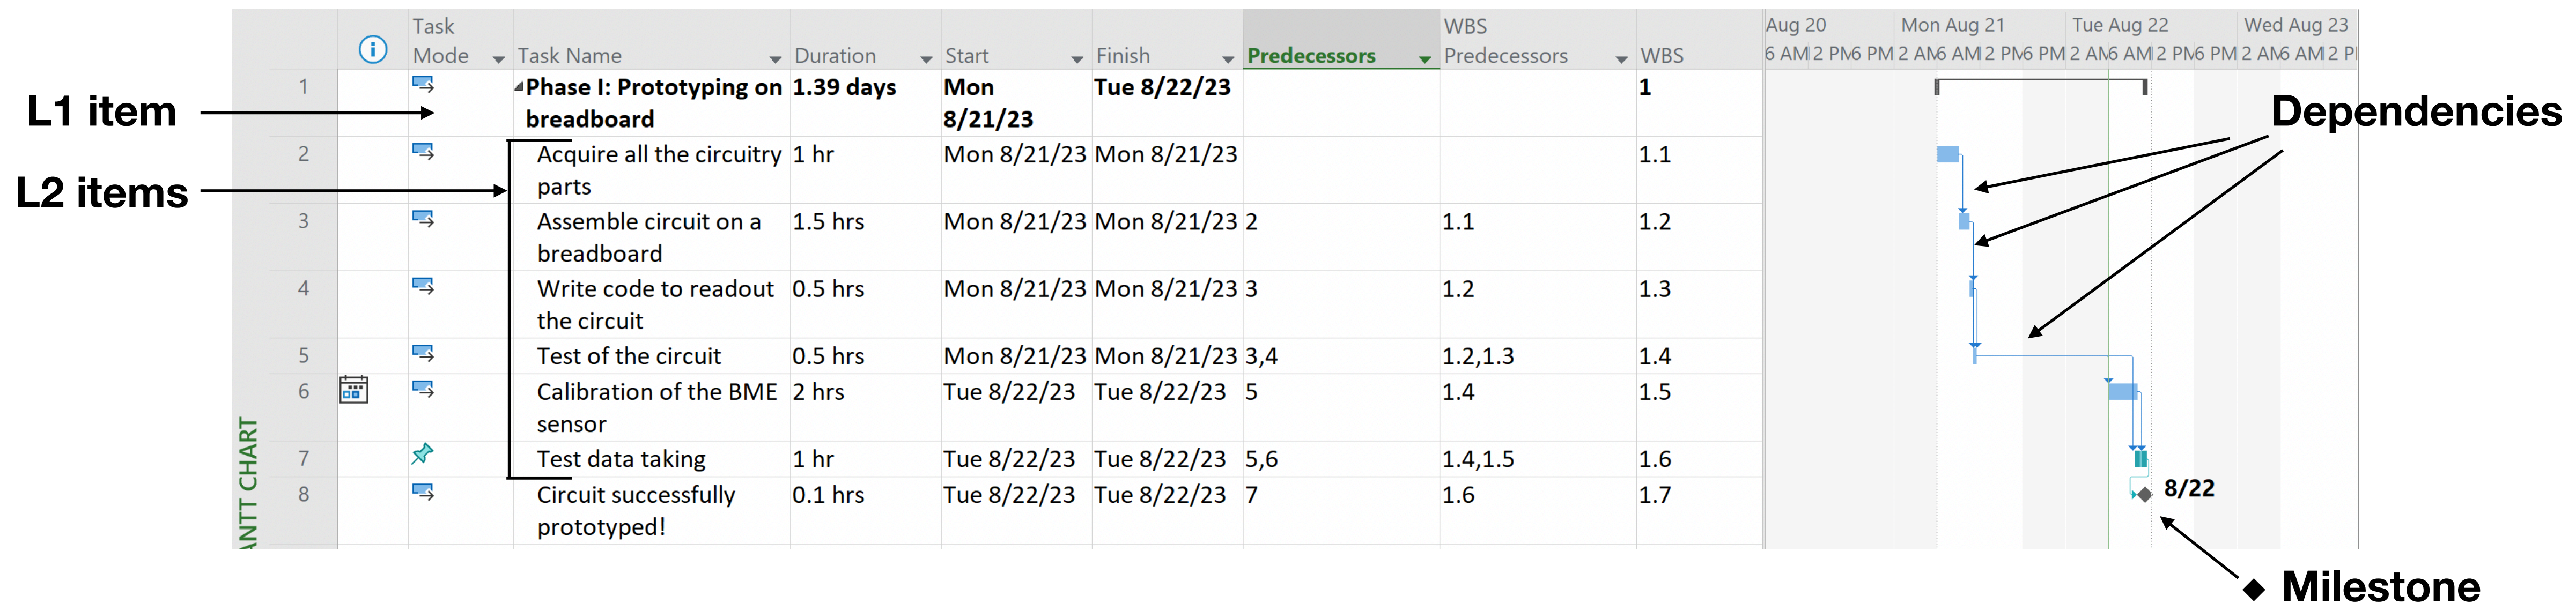 Task Mode
Task Name
Duration
Start
Finish
Predecessors
WBS Predecessors
WBS
Aug 20
Mon Aug 21
Tue Aug 22
Wed Aug 23
6 AM 2 PM 6 PM 2 AM 6 AM 2 PM 6 PM 2 AM 6 AM 2 PM 6 PM 2 AM 6 AM 2 P
1 Phase I: Prototyping on breadboard 1.39 days Mon 8/21/23 Tue 8/22/23 1
2 Acquire all the circuitry parts 1 hr Mon 8/21/23 Mon 8/21/23 1.1
3 Assemble circuit on a breadboard 1.5 hrs Mon 8/21/23 Mon 8/21/23 2 1.1 1.2
4 Write code to readout the circuit 0.5 hrs Mon 8/21/23 Mon 8/21/23 3 1.2 1.3
5 Test of the circuit 0.5 hrs Mon 8/21/23 Mon 8/21/23 3,4 1.2,1.3 1.4
6 Calibration of the BME sensor 2 hrs Tue 8/22/23 Tue 8/22/23 5 1.4 1.5
7 Test data taking 1 hr Tue 8/22/23 Tue 8/22/23 5,6 1.4,1.5 1.6
8 Circuit successfully prototyped! 0.1 hrs Tue 8/22/23 Tue 8/22/23 7 1.6 1.7
8/22
L1 item
L2 items
Dependencies
◆ Milestone
ANTT CHART